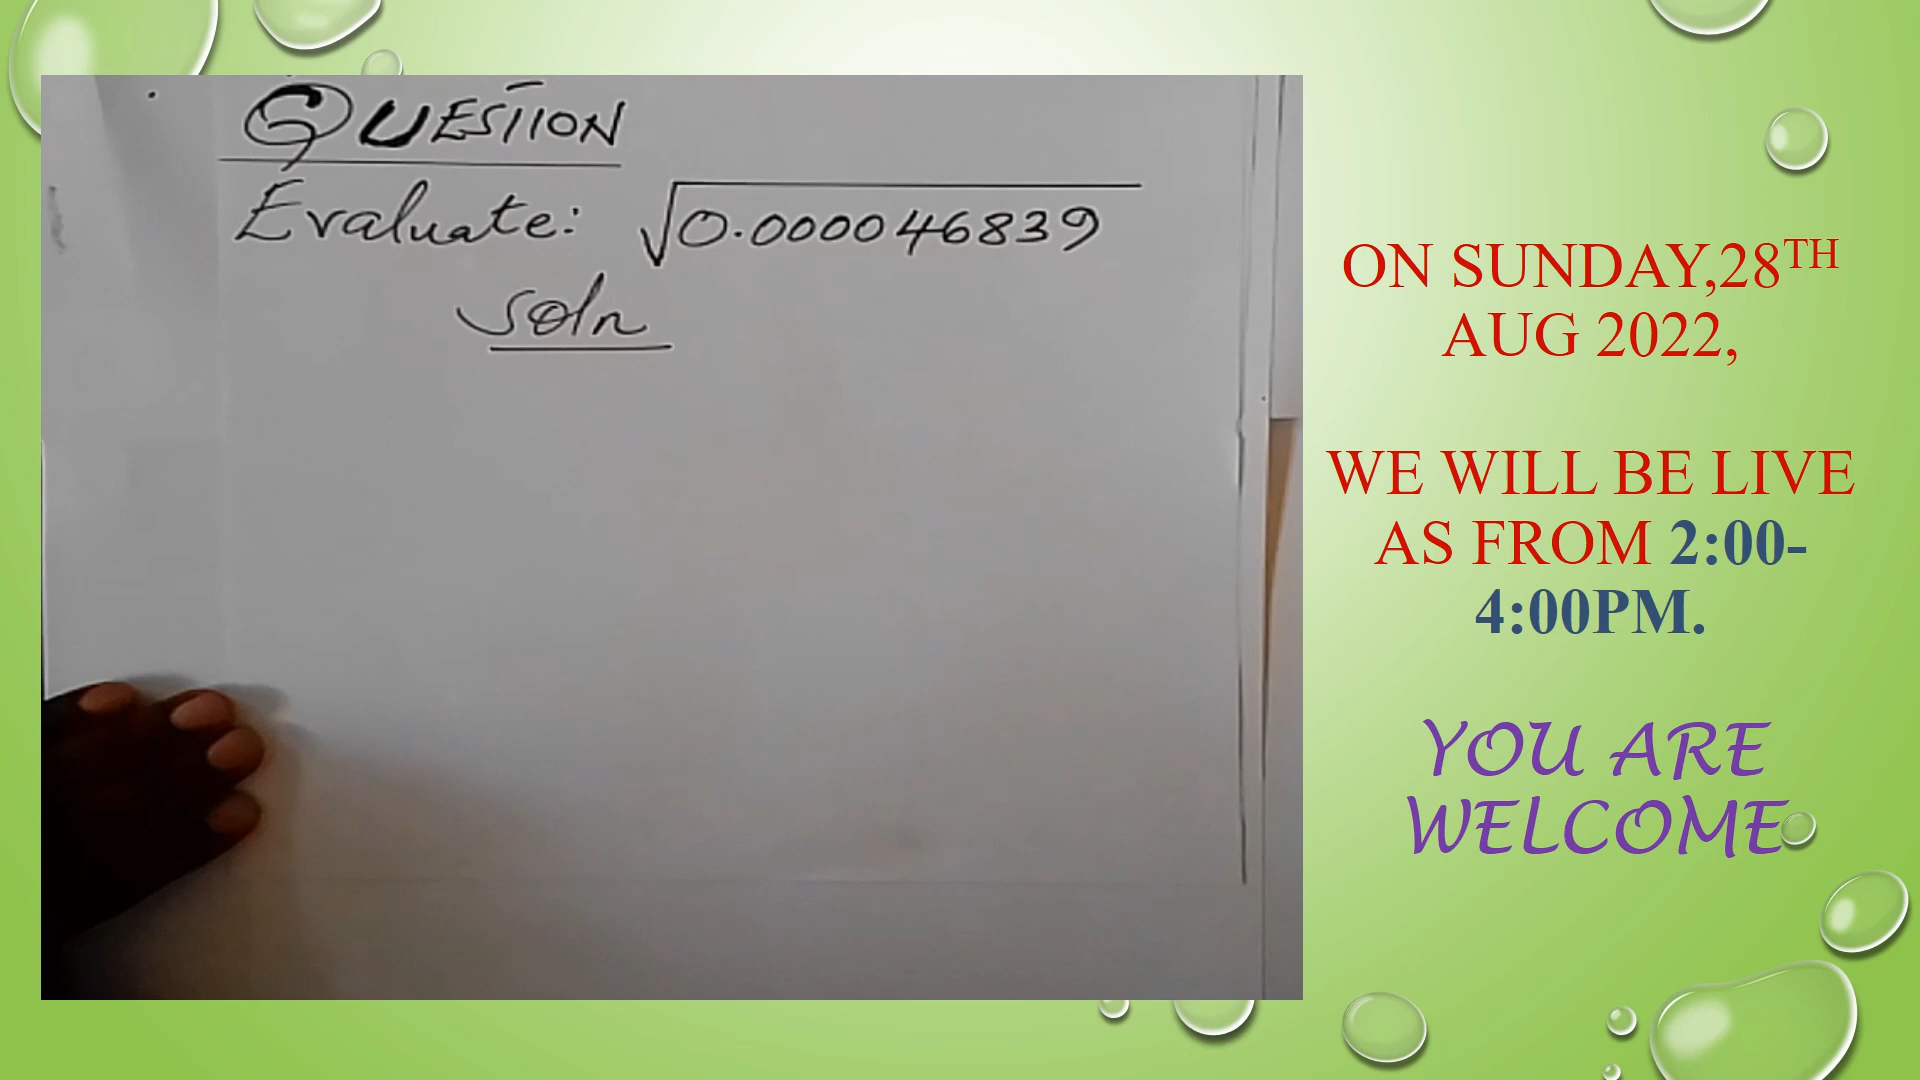 QUESTION
Evaluate: √0.000046839
Soln
ON SUNDAY,28TH
AUG 2022,
WE WILL BE LIVE
AS FROM 2:00-
4:00PM.
YOU ARE
WELCOME